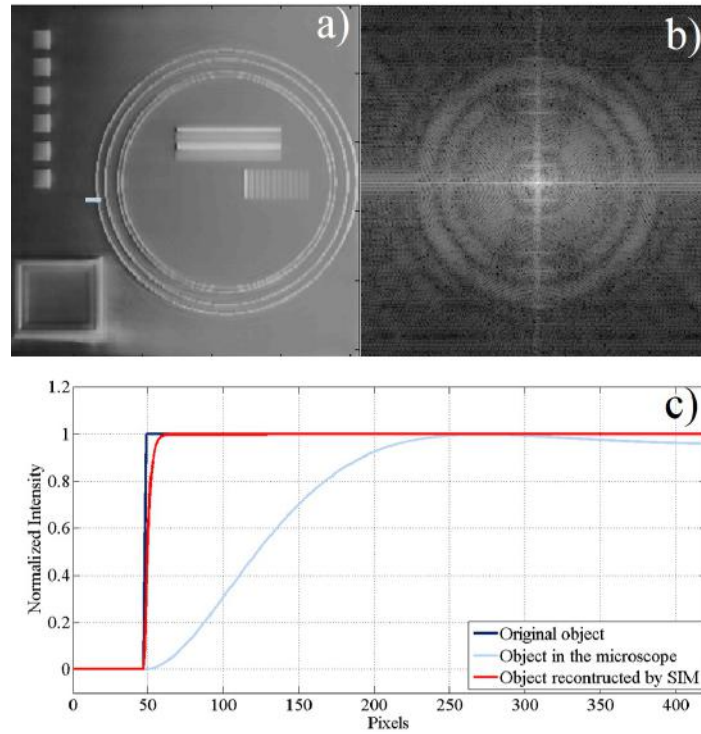 a)
b)
c)
1.2
1
0.8
0.6
0.4
0.2
0
Normalized Intensity
0 50 100 150 200 250 300 350 400
Pixels
Original object
Object in the microscope
Object recontructed by SIM